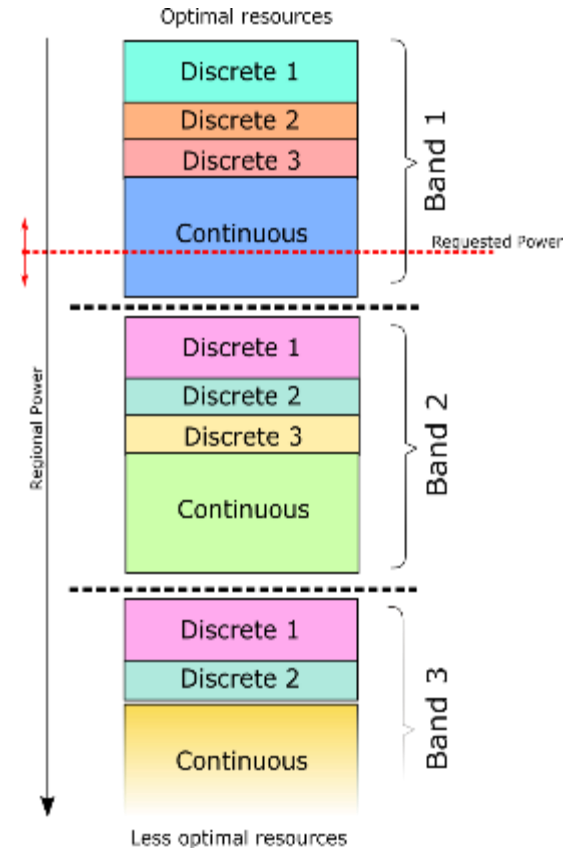 Optimal resources
Discrete 1
Discrete 2
Discrete 3
Continuous
Band 1
Requested Power
Regional Power
Discrete 1
Discrete 2
Discrete 3
Continuous
Band 2
Discrete 1
Discrete 2
Continuous
Band 3
Less optimal resources